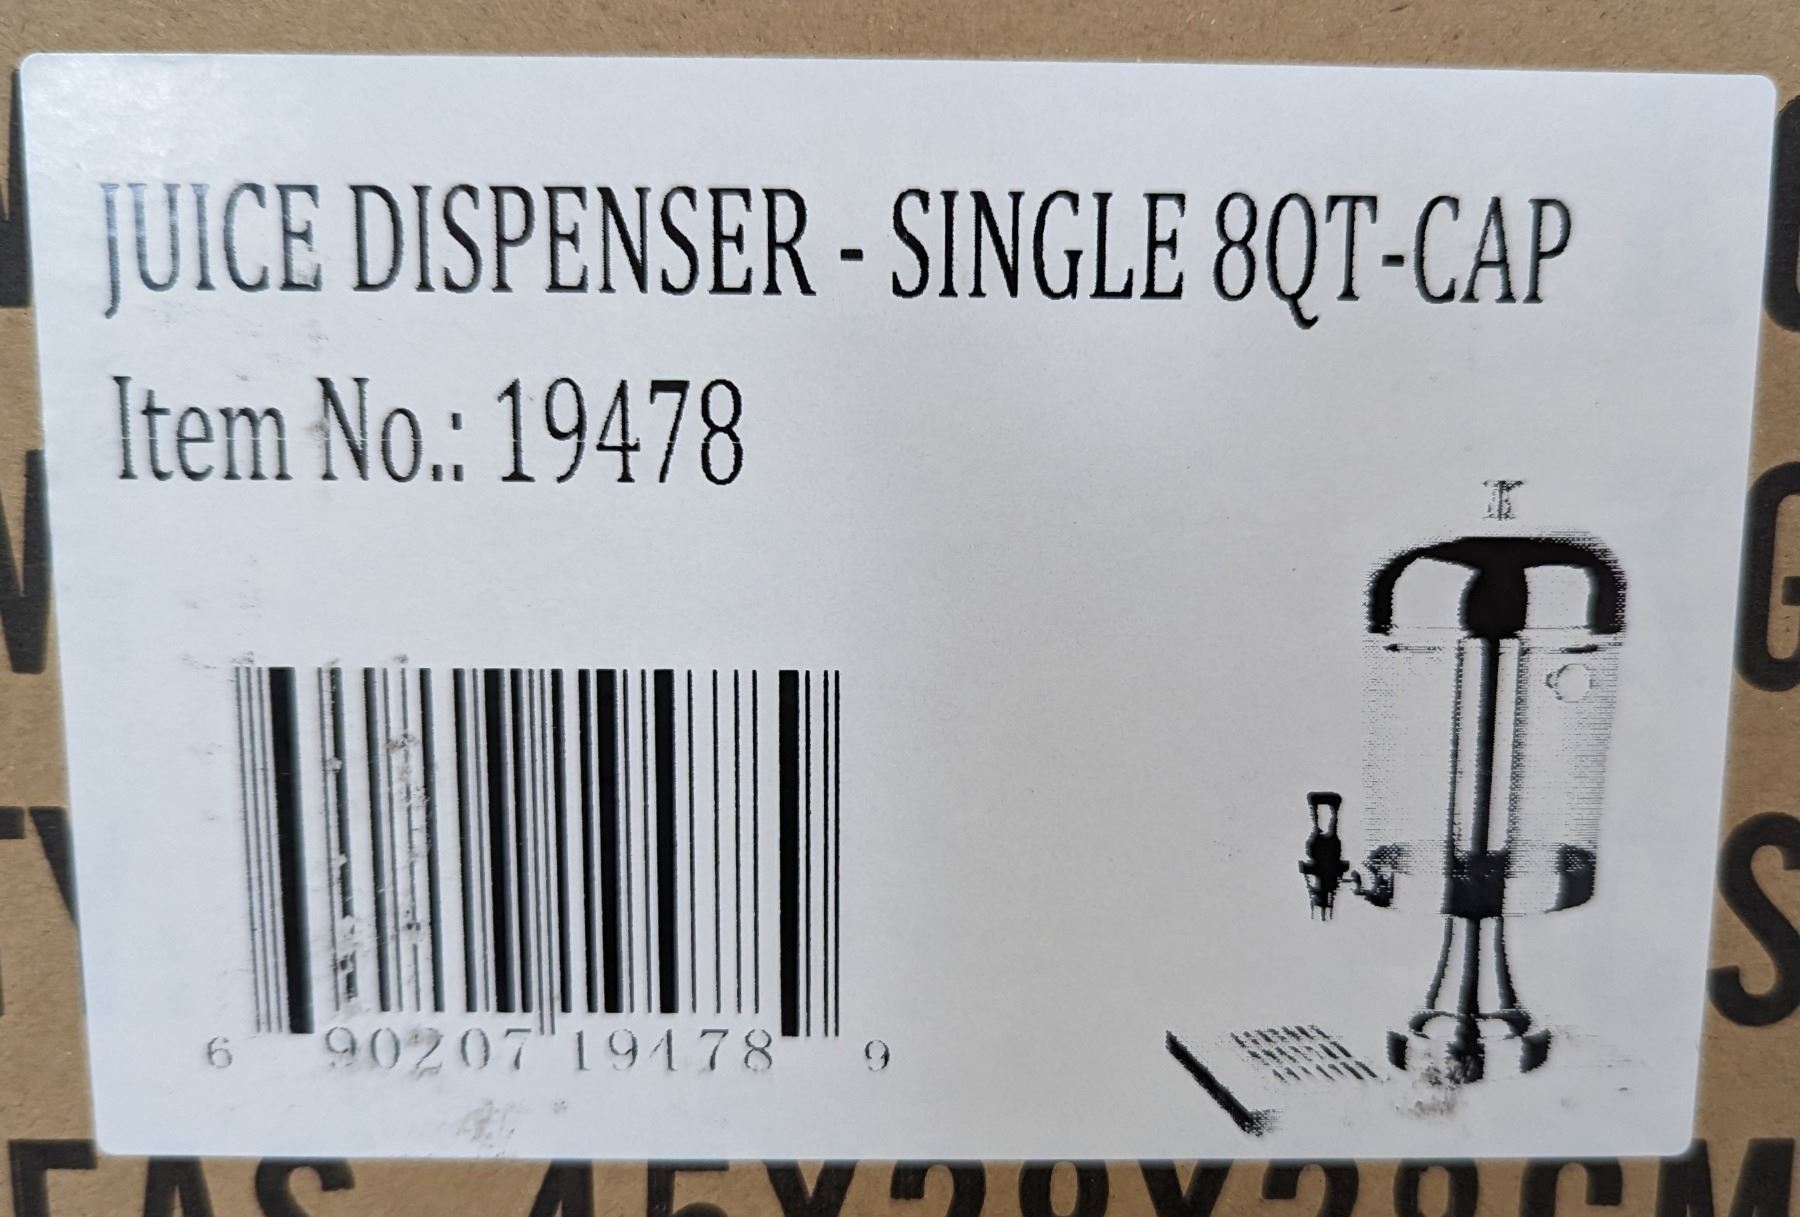 JUICE DISPENSER - SINGLE 8QT-CAP
Item No.: 19478
6 90207 19478 9